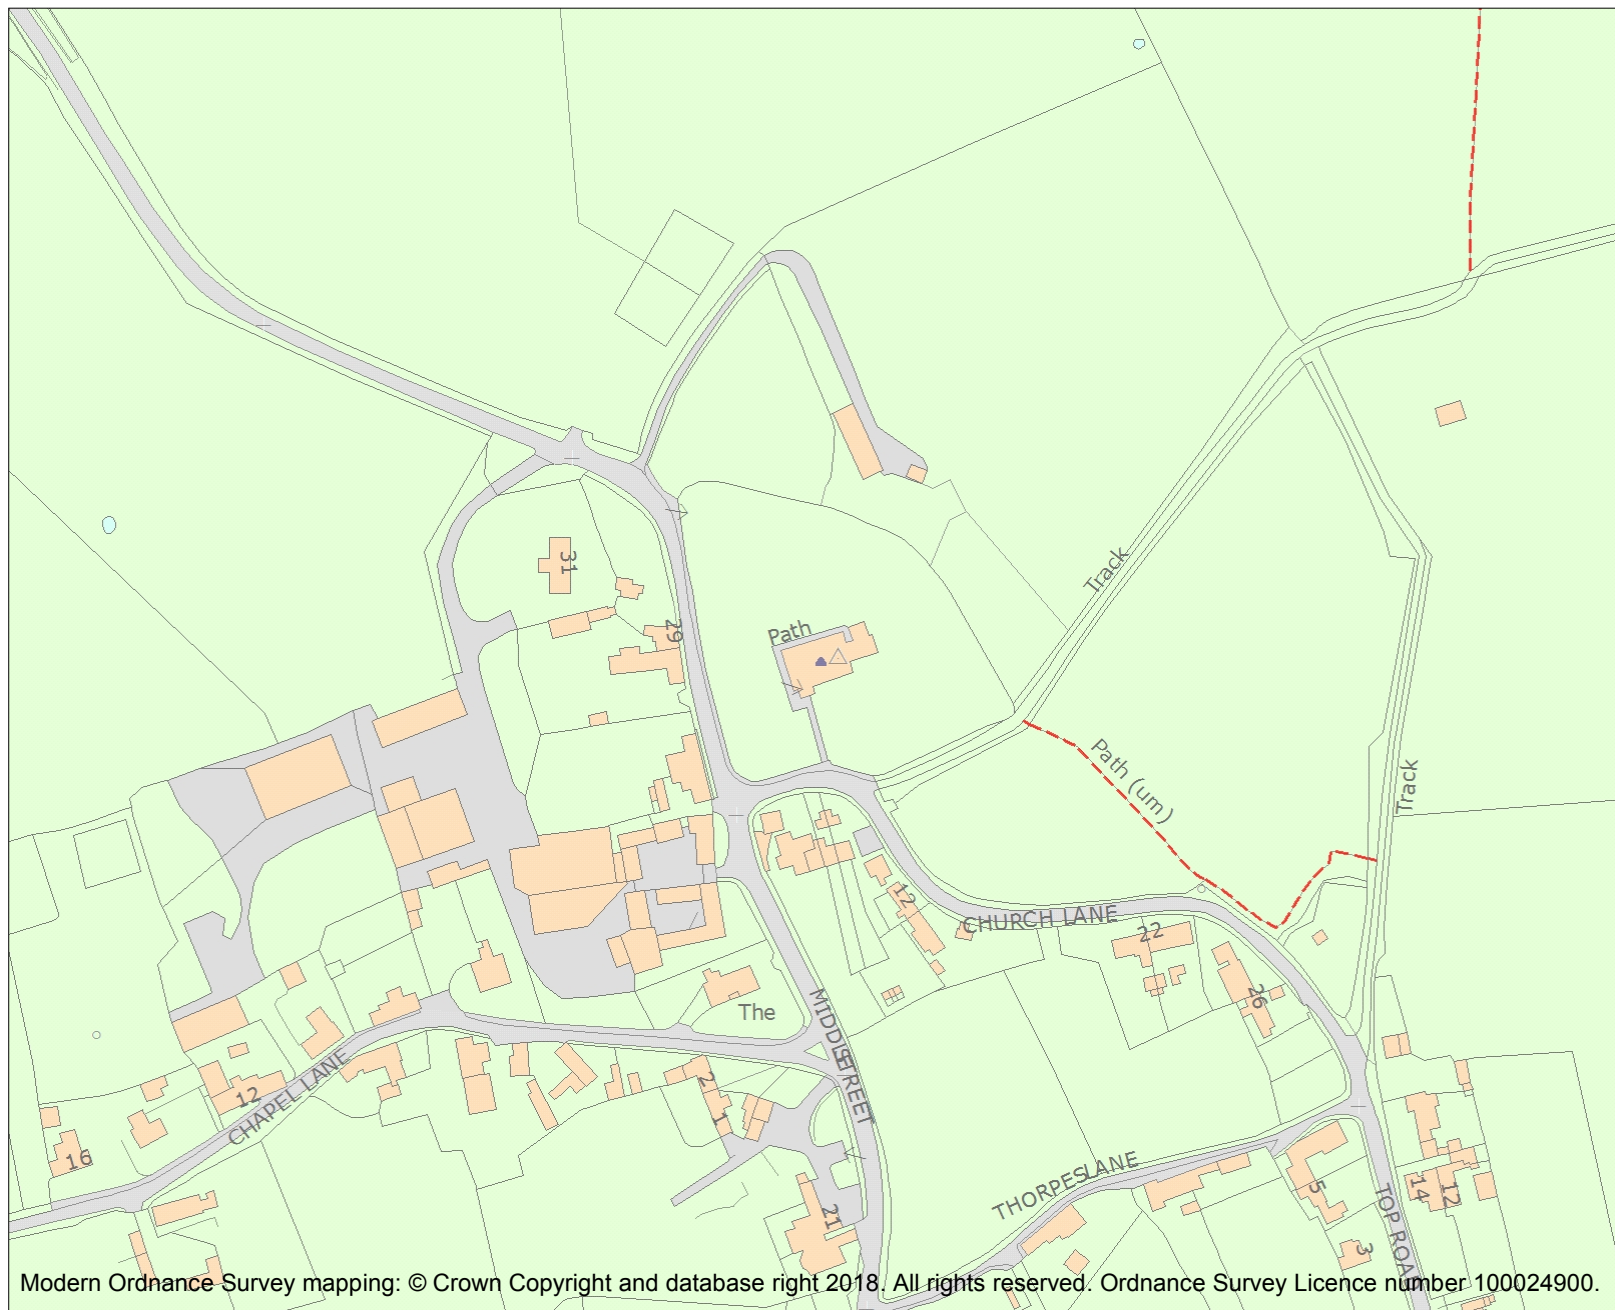 Track
31
29
Path
Path (um)
Track
12
CHURCH LANE
22
26
The
MIDDLE
STREET
CHAPEL LANE
12
16
2
1
21
THORPES LANE
5
3
14
12
TOP ROA
Modern Ordnance Survey mapping: © Crown Copyright and database right 2018. All rights reserved. Ordnance Survey Licence number 100024900.